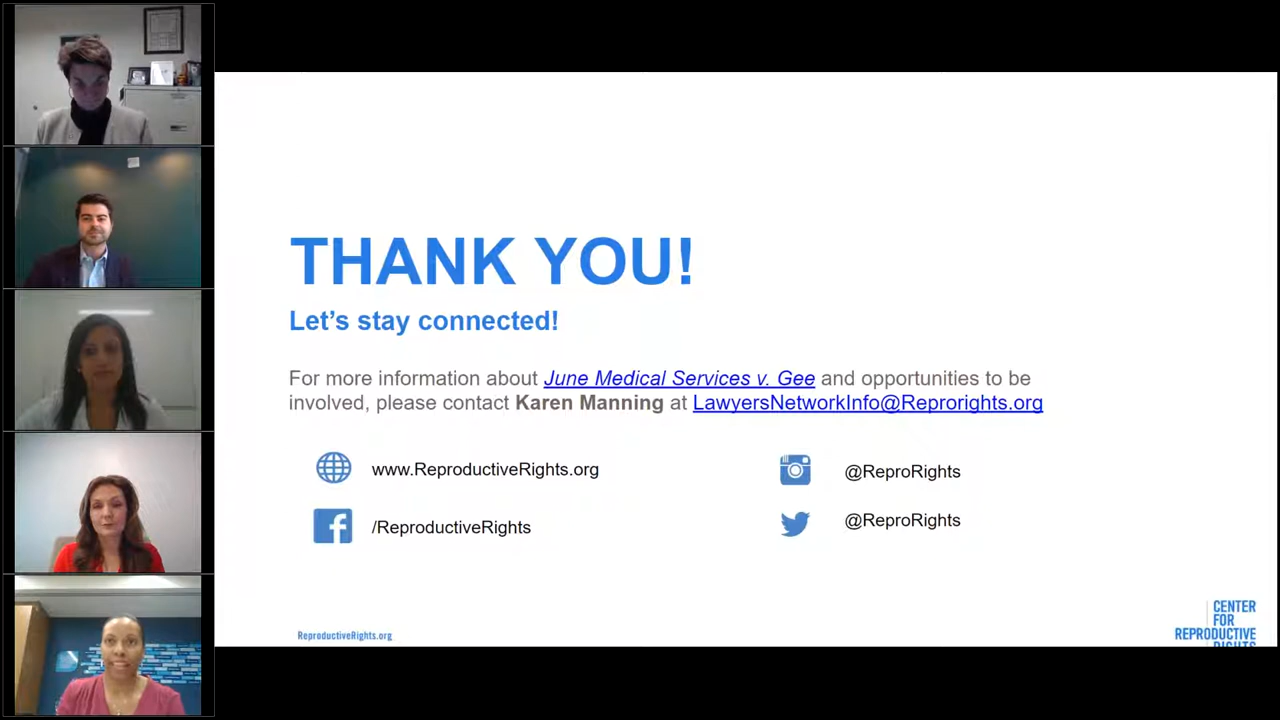 THANK YOU!
Let's stay connected!
For more information about June Medical Services v. Gee and opportunities to be
involved, please contact Karen Manning at LawyersNetworkInfo@Reprorights.org
www.ReproductiveRights.org
@ReproRights
/ReproductiveRights
@ReproRights
ReproductiveRights.org
CENTER
FOR
REPRODUCTIVE
RIGHTS